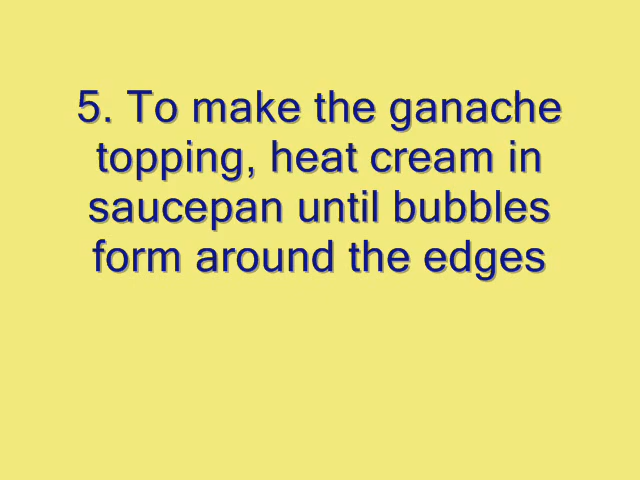 5. To make the ganache
topping, heat cream in
saucepan until bubbles
form around the edges